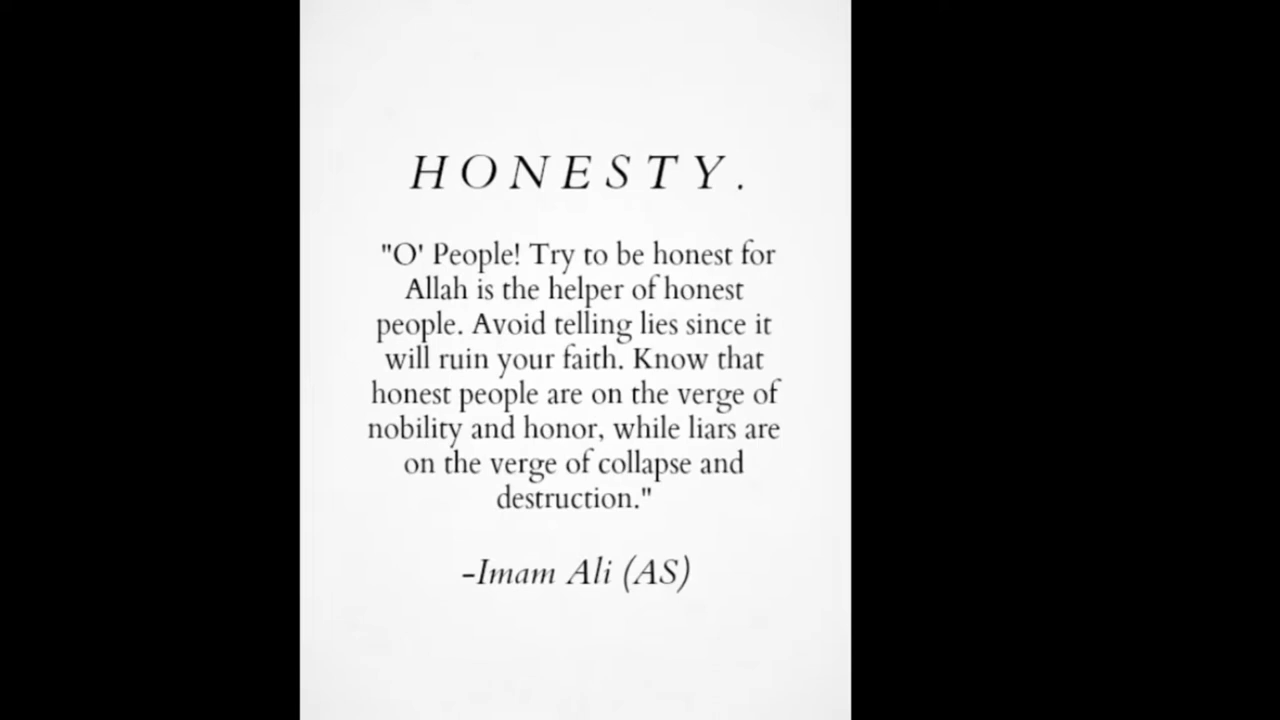 HONESTY.
"O' People! Try to be honest for
Allah is the helper of honest
people. Avoid telling lies since it
will ruin your faith. Know that
honest people are on the verge of
nobility and honor, while liars are
on the verge of collapse and
destruction."
-Imam Ali (AS)